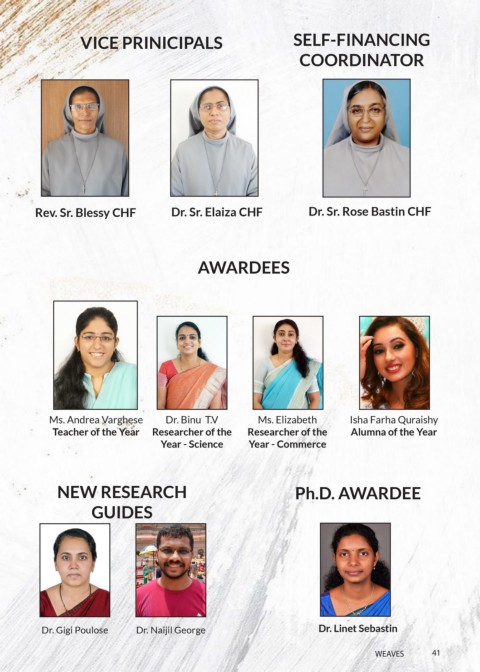 VICE PRINICIPALS
SELF-FINANCING
COORDINATOR
Rev. Sr. Blessy CHF
Dr. Sr. Elaiza CHF
Dr. Sr. Rose Bastin CHF
AWARDEES
Ms. Andrea Varghese
Teacher of the Year
Dr. Binu T.V
Researcher of the
Year - Science
Ms. Elizabeth
Researcher of the
Year - Commerce
Isha Farha Quraishy
Alumna of the Year
NEW RESEARCH
GUIDES
Ph.D. AWARDEE
Dr. Gigi Poulose
Dr. Naijil George
Dr. Linet Sebastin
WEAVES 41